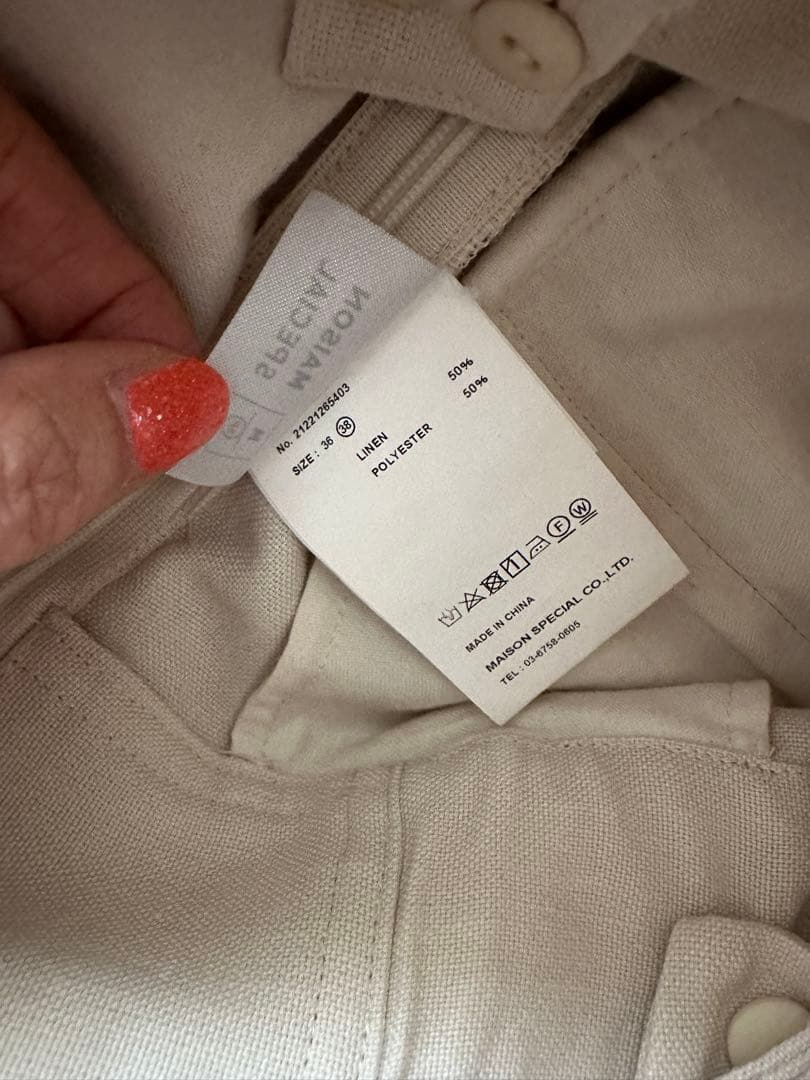 MAISON
SPECIAL
No. 21221265403
SIZE : 36 38
LINEN 50%
POLYESTER 50%
F W
MADE IN CHINA
MAISON SPECIAL CO.,LTD.
TEL : 03-6758-0605